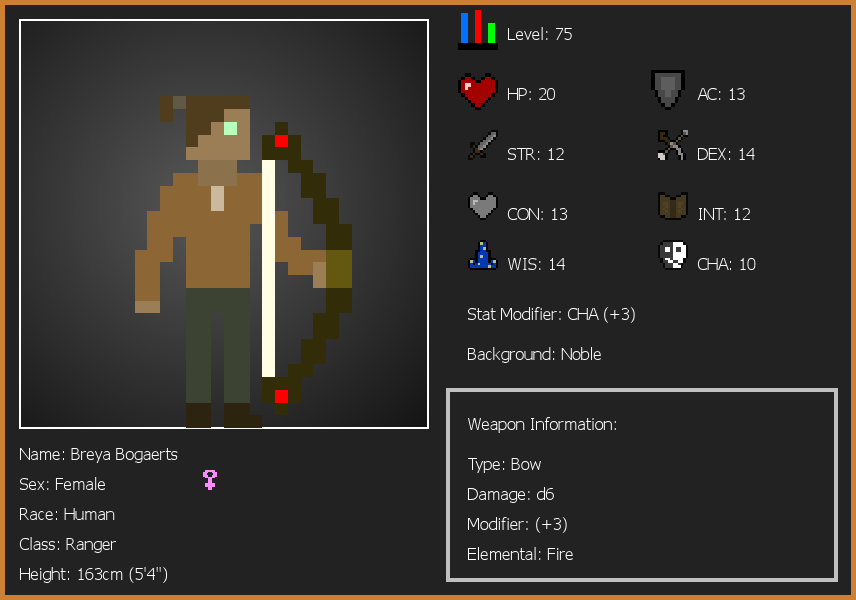 Level: 75
HP: 20
AC: 13
STR: 12
DEX: 14
CON: 13
INT: 12
WIS: 14
CHA: 10
Stat Modifier: CHA (+3)
Background: Noble
Weapon Information:
Type: Bow
Damage: d6
Modifier: (+3)
Elemental: Fire
Name: Breya Bogaerts
Sex: Female
Race: Human
Class: Ranger
Height: 163cm (5'4")